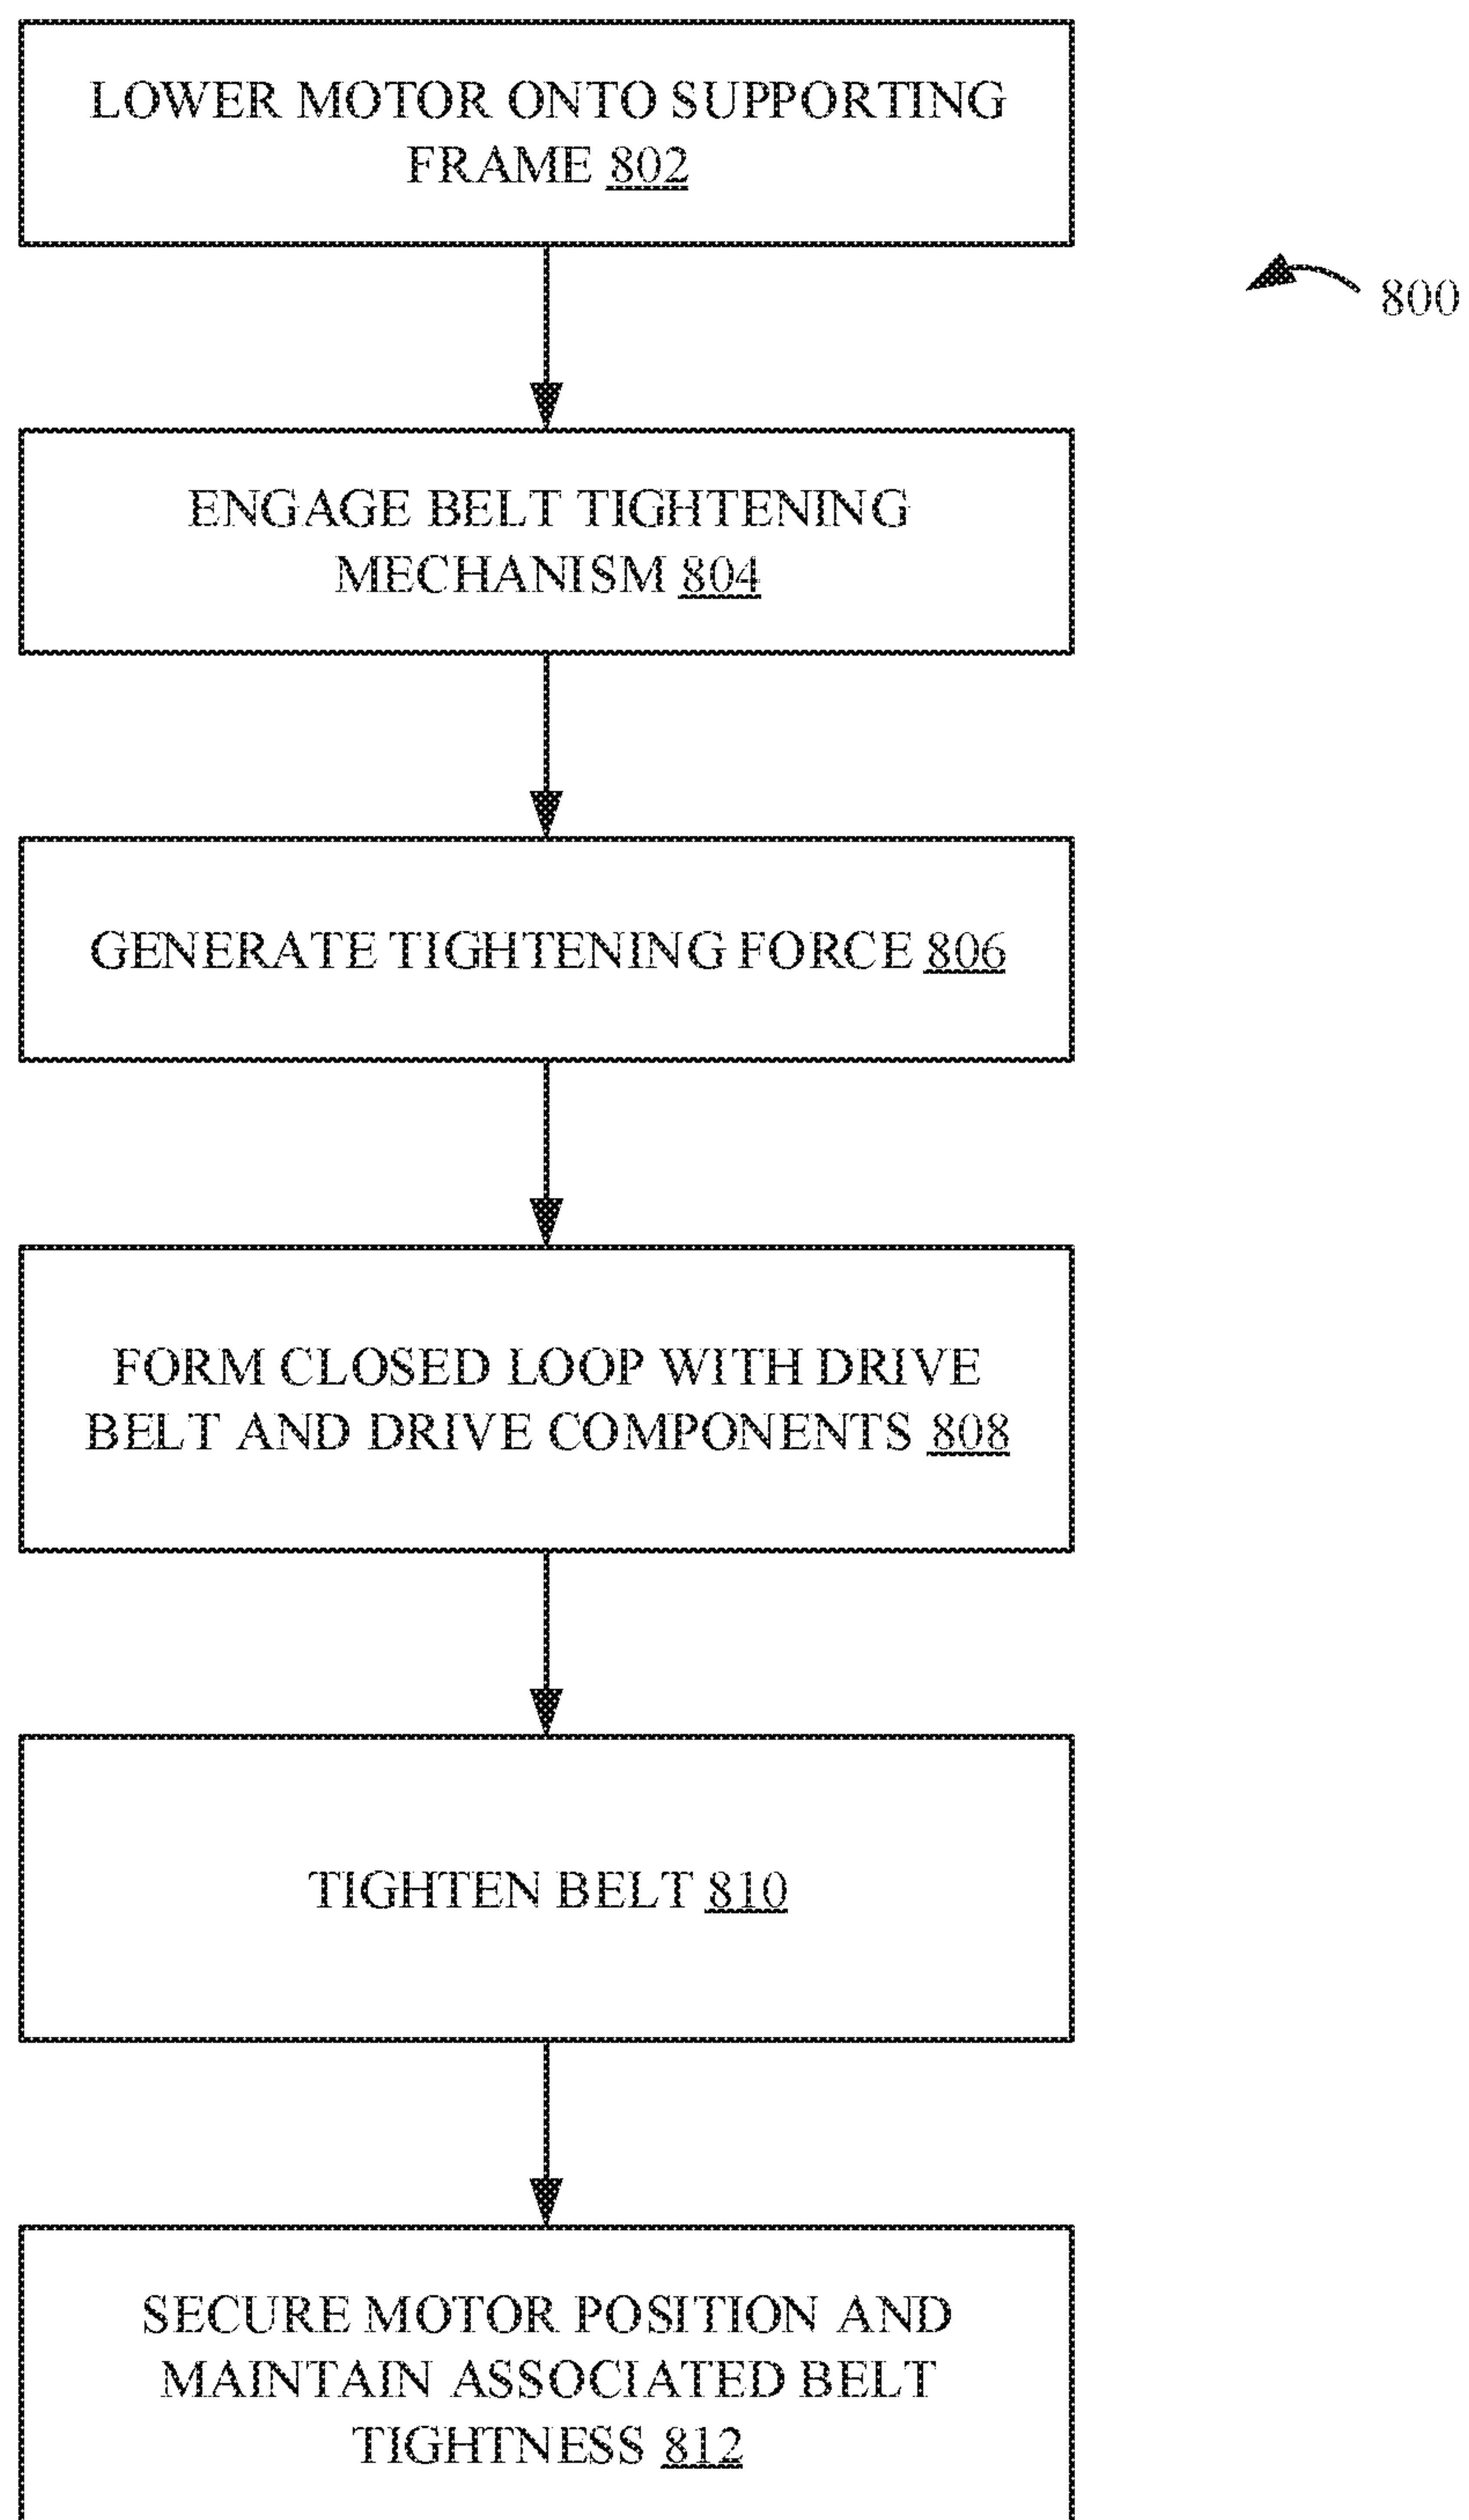 LOWER MOTOR ONTO SUPPORTING
FRAME 802
800
ENGAGE BELT TIGHTENING
MECHANISM 804
GENERATE TIGHTENING FORCE 806
FORM CLOSED LOOP WITH DRIVE
BELT AND DRIVE COMPONENTS 808
TIGHTEN BELT 810
SECURE MOTOR POSITION AND
MAINTAIN ASSOCIATED BELT
TIGHTNESS 812